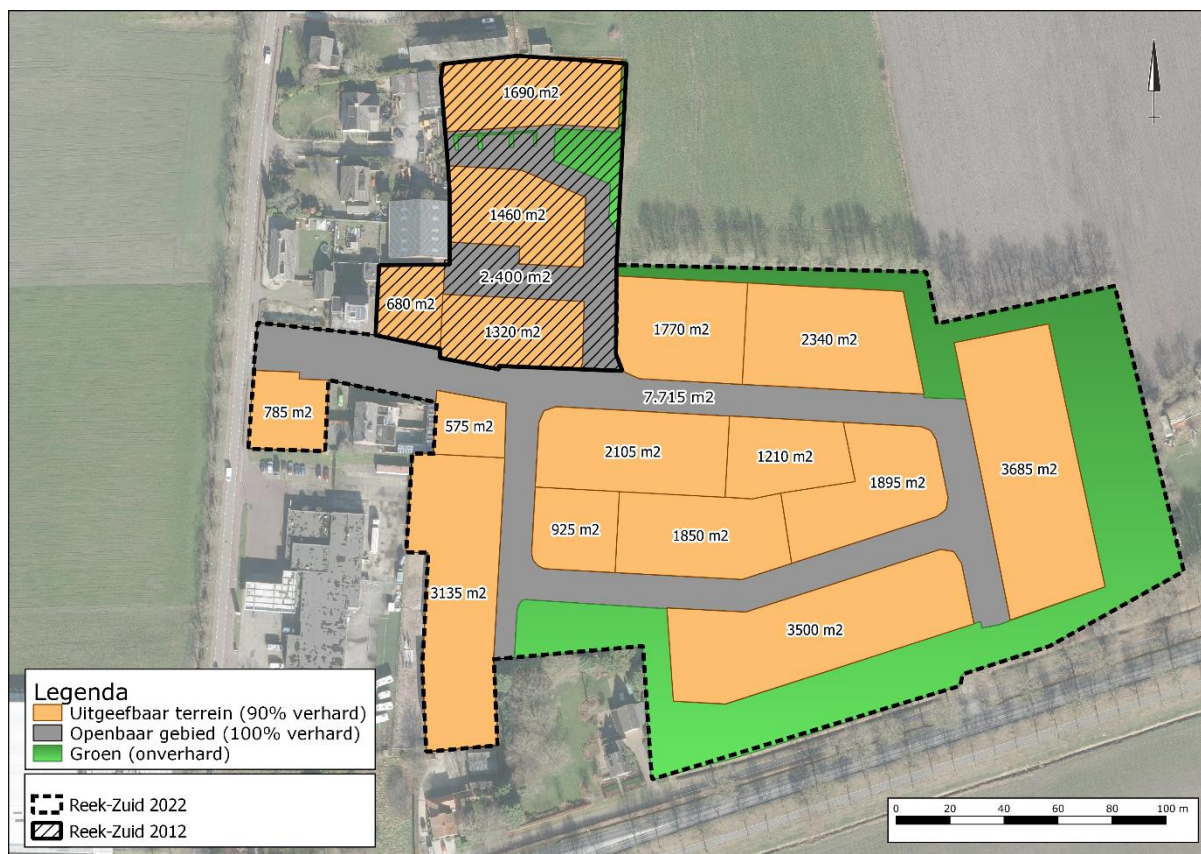 1690 m2
1460 m2
2.400 m2
680 m2
1320 m2
1770 m2
2340 m2
7.715 m2
785 m2
575 m2
2105 m2
1210 m2
1895 m2
3685 m2
925 m2
1850 m2
3135 m2
3500 m2
Legenda
Uitgeefbaar terrein (90% verhard)
Openbaar gebied (100% verhard)
Groen (onverhard)
Reek-Zuid 2022
Reek-Zuid 2012
0 20 40 60 80 100 m